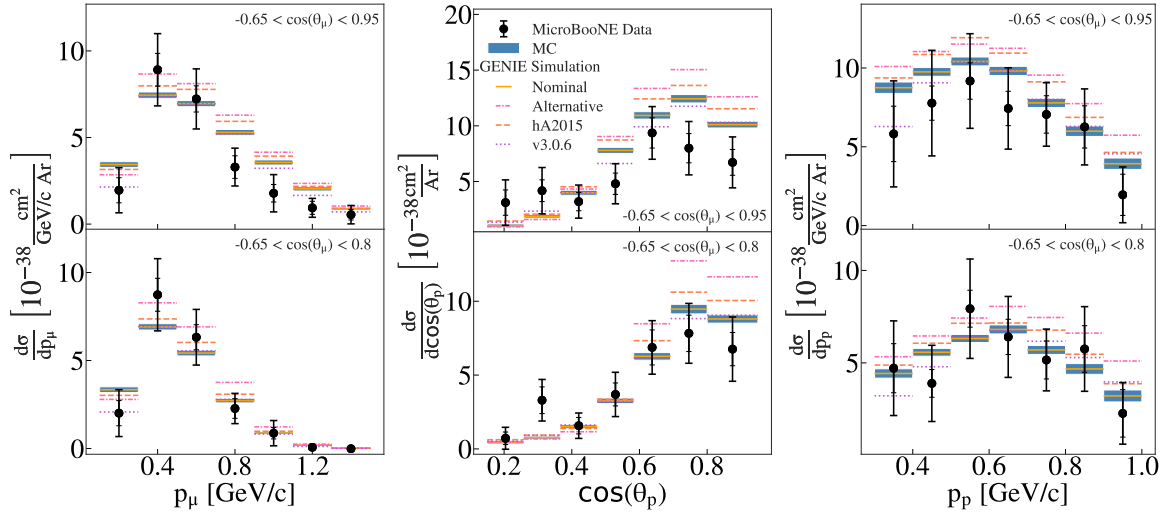 -0.65 < cos(θμ) < 0.95
10
5
0
-0.65 < cos(θμ) < 0.8
10
5
0
0.4 0.8 1.2
pμ [GeV/c]
dσ/dpμ [10⁻³⁸ cm²/GeV/c Ar]
20
15
10
5
MicroBooNE Data
MC
GENIE Simulation
Nominal
Alternative
hA2015
v3.0.6
-0.65 < cos(θμ) < 0.95
-0.65 < cos(θμ) < 0.8
10
5
0
0.2 0.4 0.6 0.8
cos(θp)
dσ/dcos(θp) [10⁻³⁸cm²/Ar]
-0.65 < cos(θμ) < 0.95
10
5
0
-0.65 < cos(θμ) < 0.8
10
5
0.4 0.6 0.8 1.0
pp [GeV/c]
dσ/dpp [10⁻³⁸ cm²/GeV/c Ar]